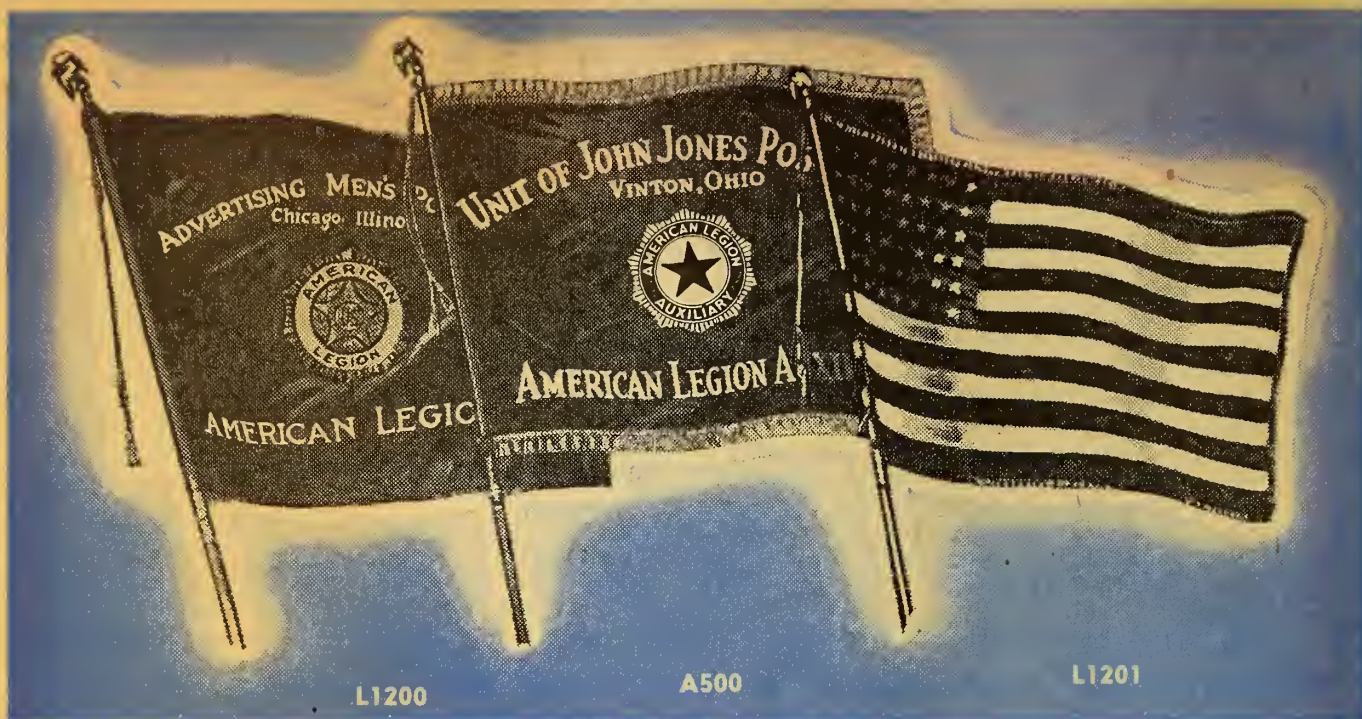 ADVERTISING MEN'S
Chicago Illino
AMERICAN
LEGION
AMERICAN LEGIC
UNIT OF JOHN JONES PO
VINTON, OHIO
AMERICAN LEGION
AUXILIARY
AMERICAN LEGION A
L1200
A500
L1201